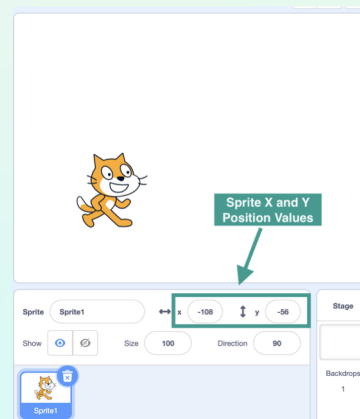 Sprite X and Y
Position Values
Sprite Sprite1 x -108 y -56
Stage
Show Size 100 Direction 90
Backdrops
1
Sprite1